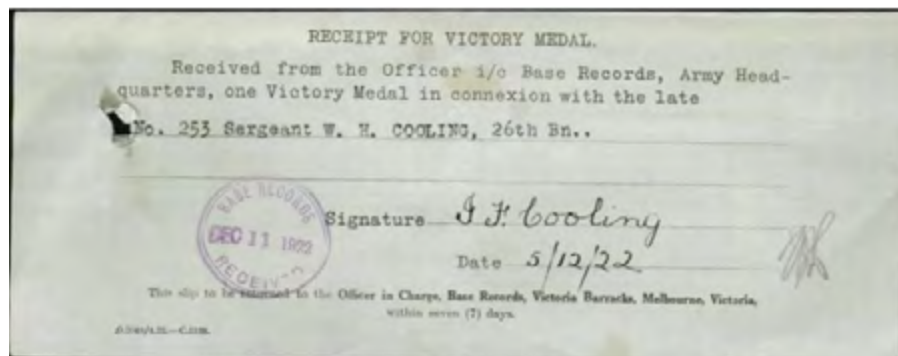 RECEIPT FOR VICTORY MEDAL.
Received from the Officer i/c Base Records, Army Head-
quarters, one Victory Medal in connexion with the late
No. 253 Sergeant W. H. COOLING, 26th Bn..
BASE RECORDS
DEC 11 1922
RECEIVED
Signature J F. Cooling
Date 5/12/22
This slip to be returned to the Officer in Charge, Base Records, Victoria Barracks, Melbourne, Victoria,
within seven (7) days.